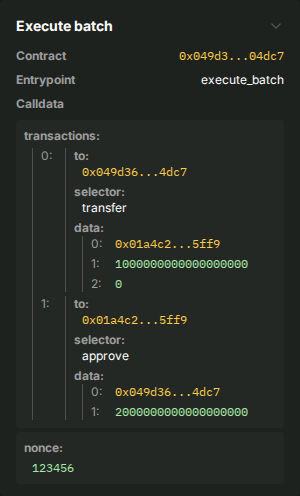 Execute batch
Contract 0x049d3...04dc7
Entrypoint execute_batch
Calldata
transactions:
0: to:
0x049d36...4dc7
selector:
transfer
data:
0: 0x01a4c2...5ff9
1: 1000000000000000000
2: 0
1: to:
0x01a4c2...5ff9
selector:
approve
data:
0: 0x049d36...4dc7
1: 2000000000000000000
nonce:
123456